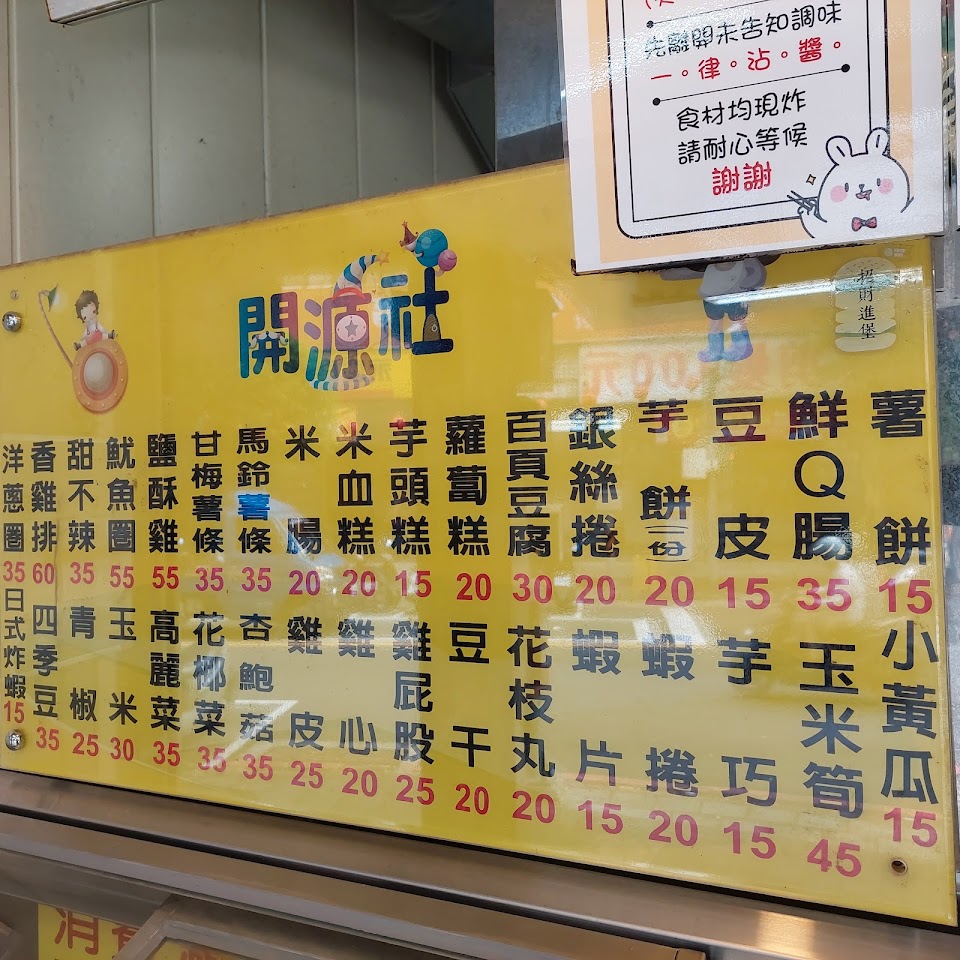 先離開未告知調味
一。律。沾。醬。
食材均現炸
請耐心等候
謝謝
招財進堡
開源社
薯餅 15
鮮Q腸 35
豆皮 15
芋餅(一份) 20
銀絲捲 20
百頁豆腐 30
蘿蔔糕 20
芋頭糕 15
米血糕 20
米腸 20
馬鈴薯條 35
甘梅薯條 35
鹽酥雞 55
魷魚圈 55
甜不辣 35
香雞排 60
洋蔥圈 35
小黃瓜 15
玉米筍 45
芋巧 15
蝦捲 20
蝦片 15
花枝丸 20
豆干 20
雞屁股 25
雞心 20
雞皮 25
杏鮑菇 35
花椰菜 35
高麗菜 35
玉米 30
青椒 25
四季豆 35
日式炸蝦 15